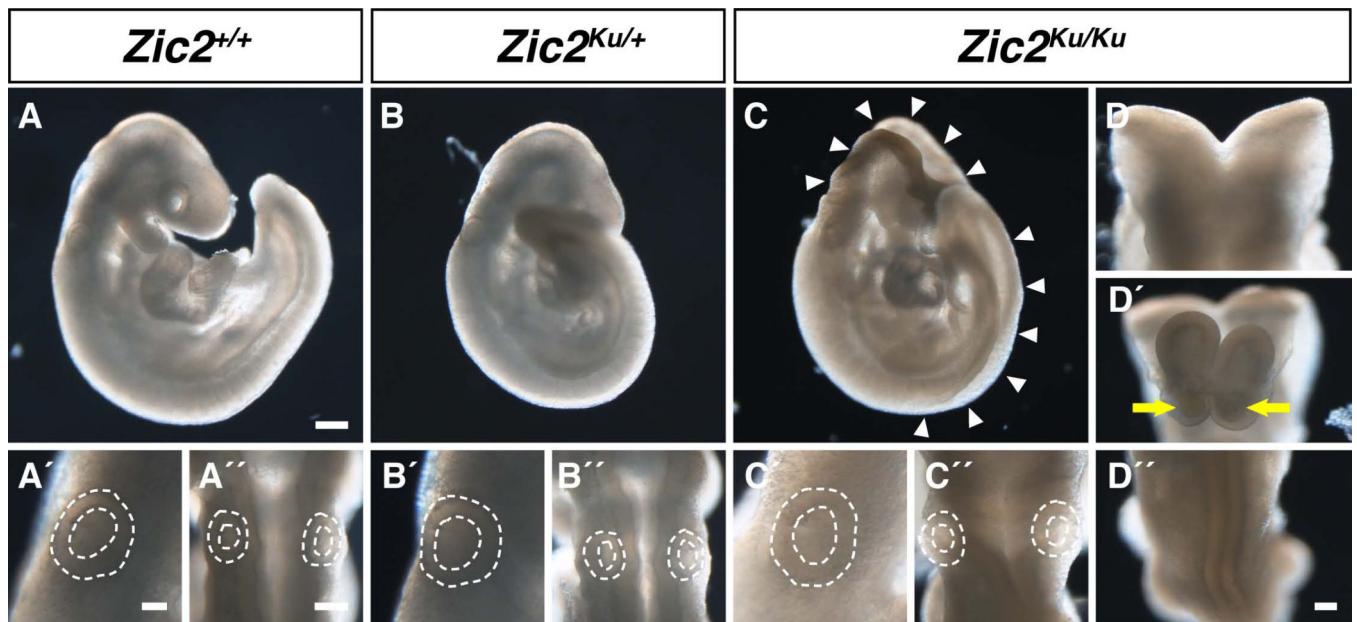 Zic2+/+
Zic2Ku/+
Zic2Ku/Ku
A
B
C
D
D´
A´
A´´
B´
B´´
C´
C´´
D´´